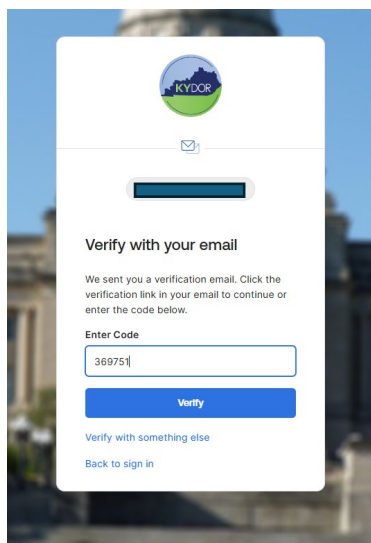 KYDOR
Verify with your email
We sent you a verification email. Click the
verification link in your email to continue or
enter the code below.
Enter Code
369751
Verify
Verify with something else
Back to sign in